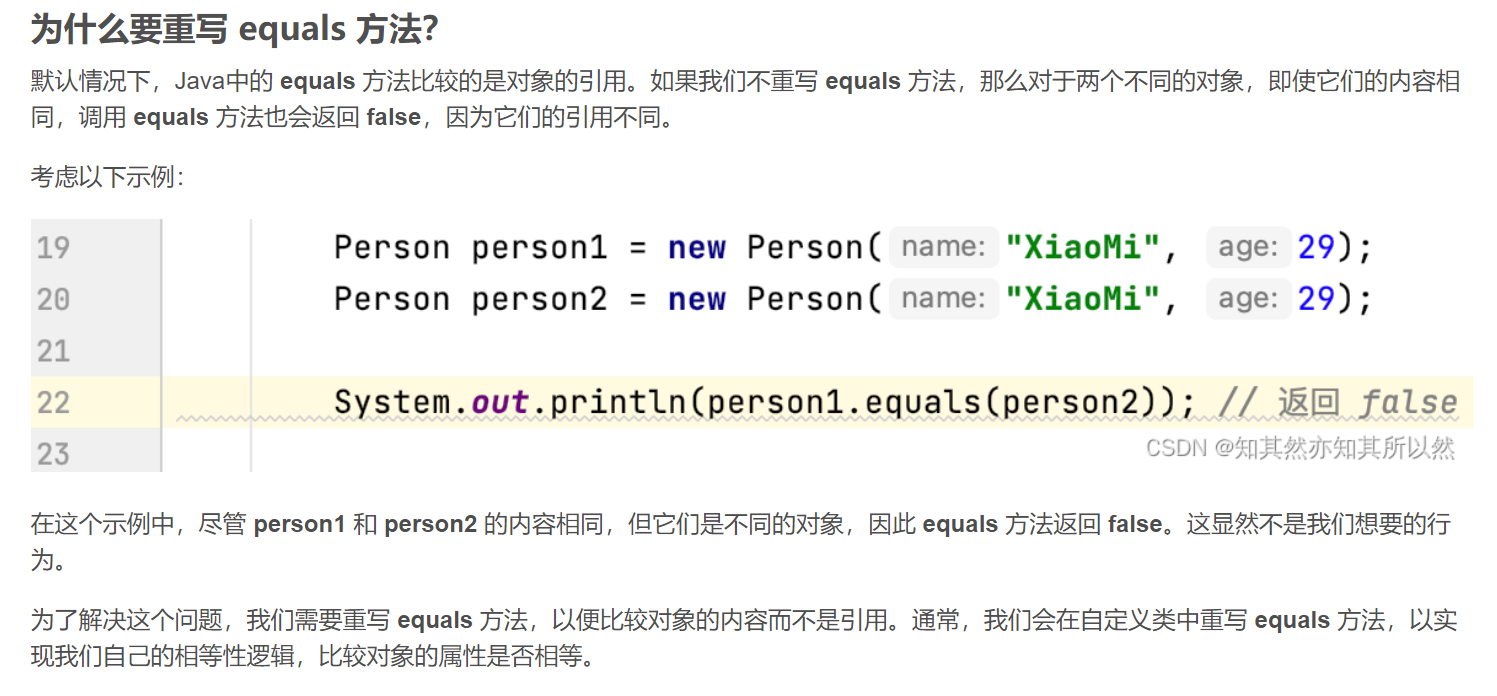 为什么要重写 equals 方法？
默认情况下，Java中的 equals 方法比较的是对象的引用。如果我们不重写 equals 方法，那么对于两个不同的对象，即使它们的内容相
同，调用 equals 方法也会返回 false，因为它们的引用不同。
考虑以下示例：
19 Person person1 = new Person( name: "XiaoMi", age: 29);
20 Person person2 = new Person( name: "XiaoMi", age: 29);
21
22 System.out.println(person1.equals(person2)); // 返回 false
23
CSDN @知其然亦知其所以然
在这个示例中，尽管 person1 和 person2 的内容相同，但它们是不同的对象，因此 equals 方法返回 false。这显然不是我们想要的行
为。
为了解决这个问题，我们需要重写 equals 方法，以便比较对象的内容而不是引用。通常，我们会在自定义类中重写 equals 方法，以实
现我们自己的相等性逻辑，比较对象的属性是否相等。